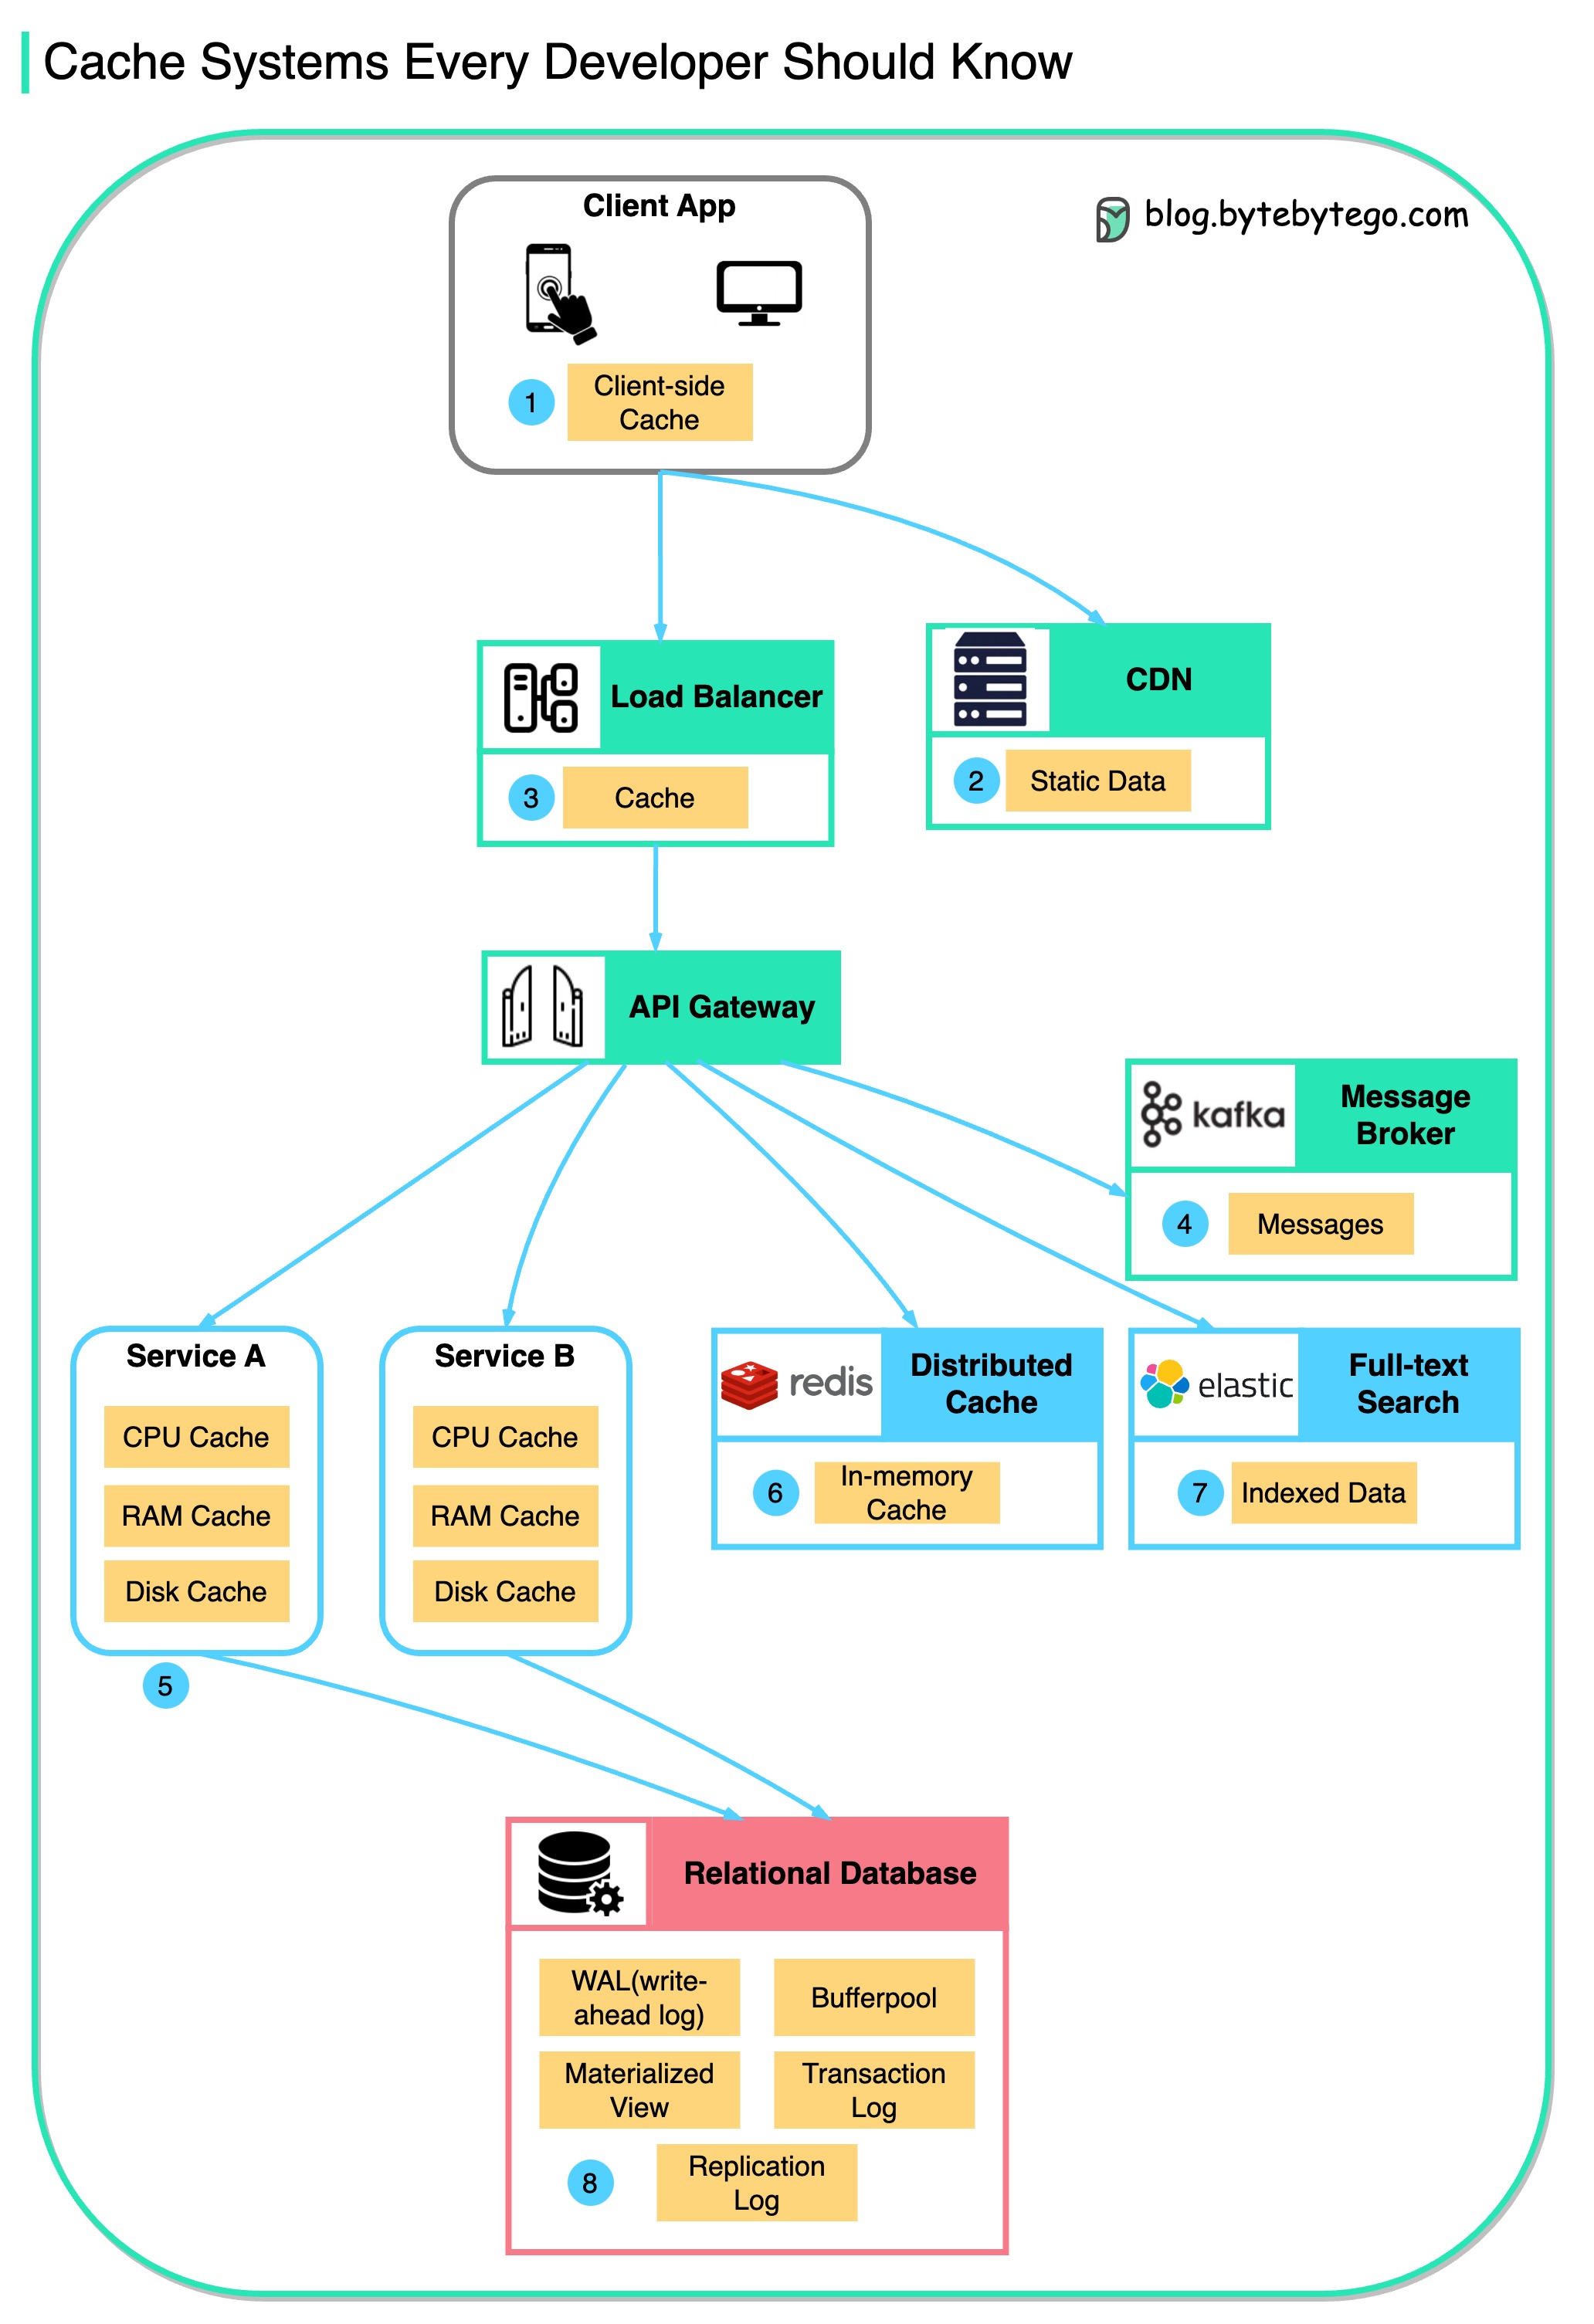 Cache Systems Every Developer Should Know
blog.bytebytego.com
Client App
1
Client-side
Cache
Load Balancer
3
Cache
CDN
2
Static Data
API Gateway
kafka
Message
Broker
4
Messages
Service A
CPU Cache
RAM Cache
Disk Cache
5
Service B
CPU Cache
RAM Cache
Disk Cache
redis
Distributed
Cache
6
In-memory
Cache
elastic
Full-text
Search
7
Indexed Data
Relational Database
WAL(write-
ahead log)
Bufferpool
Materialized
View
Transaction
Log
8
Replication
Log